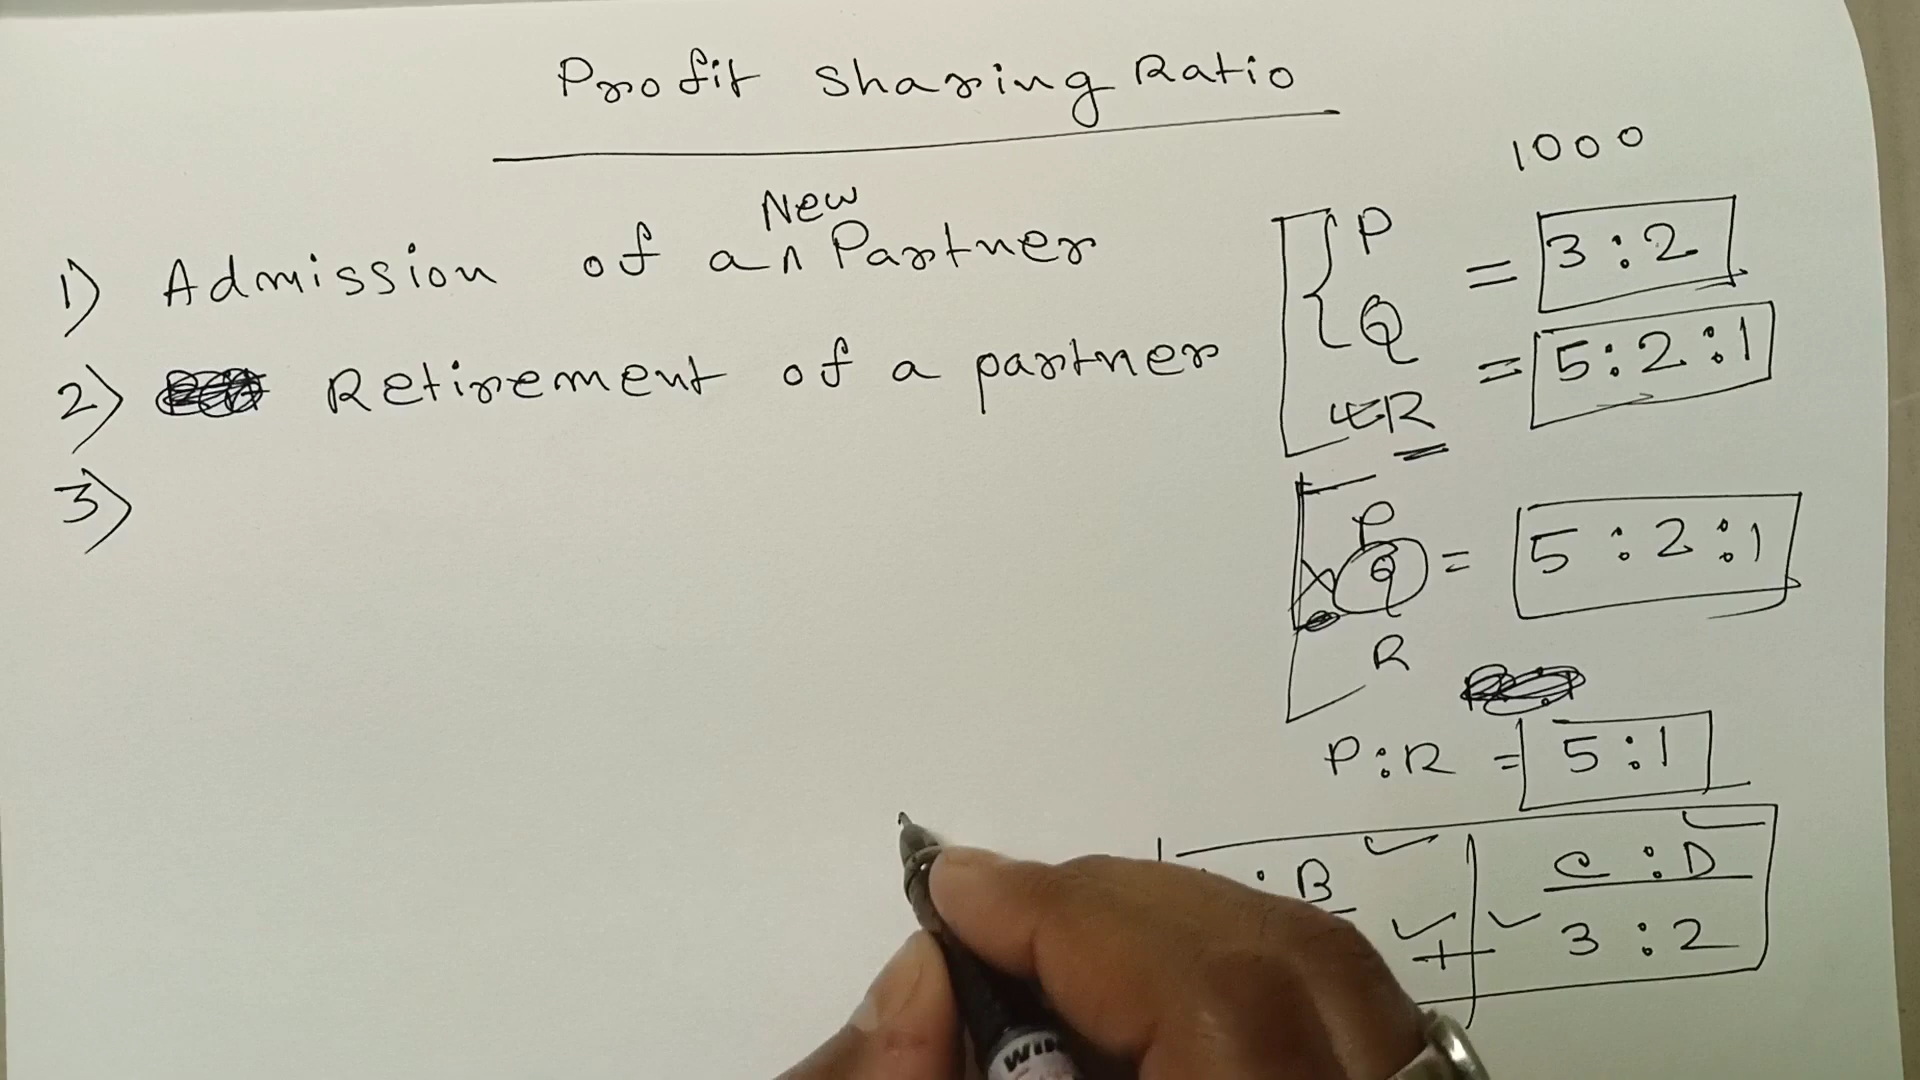 Profit Sharing Ratio
1000
1) Admission of a ^ New Partner
2) Retirement of a partner
3)
P
Q
= 3:2
& R
= 5:2:1
P
Q
R
= 5:2:1
P:R = 5:1
: B
C : D
+
3 : 2
WIN